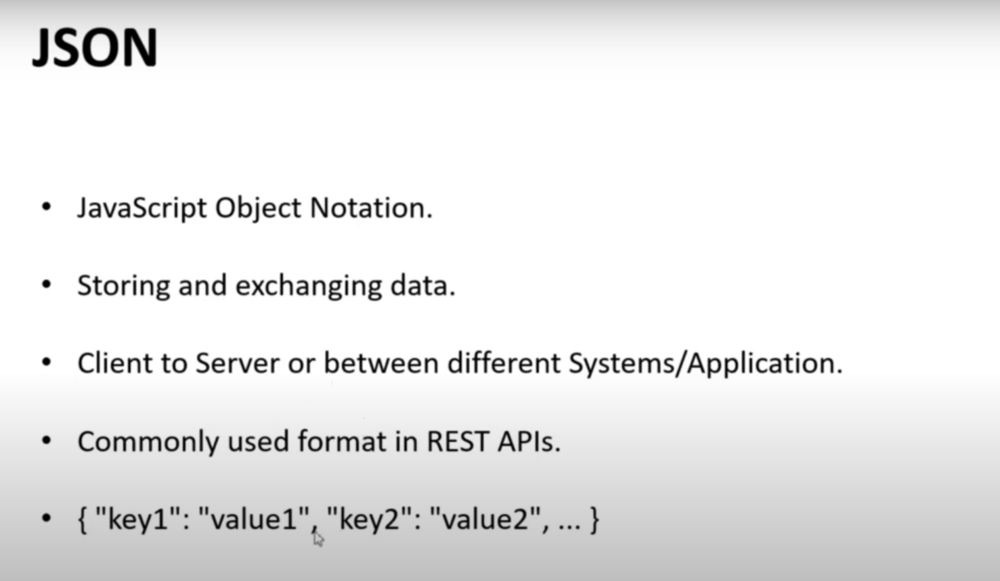 JSON
• JavaScript Object Notation.
• Storing and exchanging data.
• Client to Server or between different Systems/Application.
• Commonly used format in REST APIs.
• { "key1": "value1", "key2": "value2", ... }